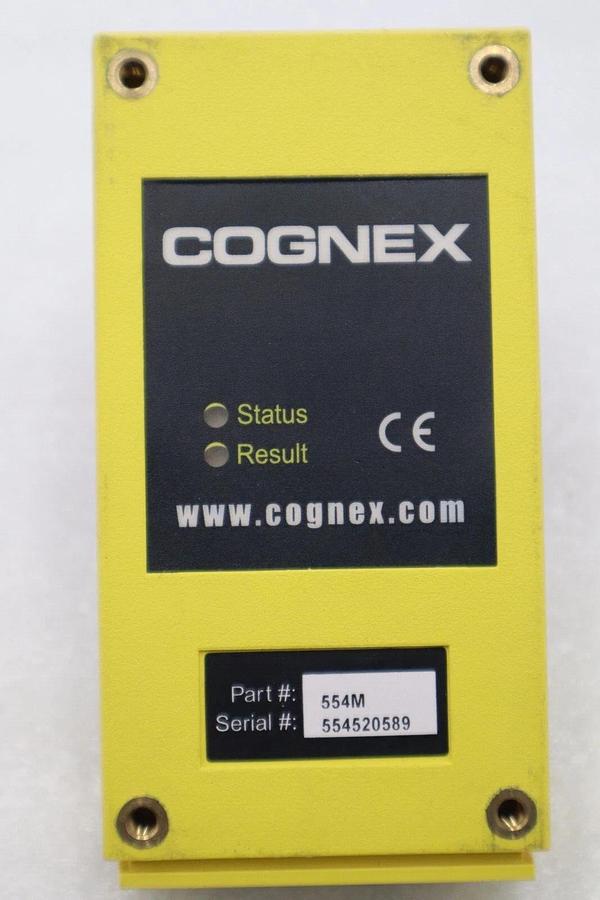 COGNEX
Status
CE
Result
www.cognex.com
Part #: 554M
Serial #: 554520589